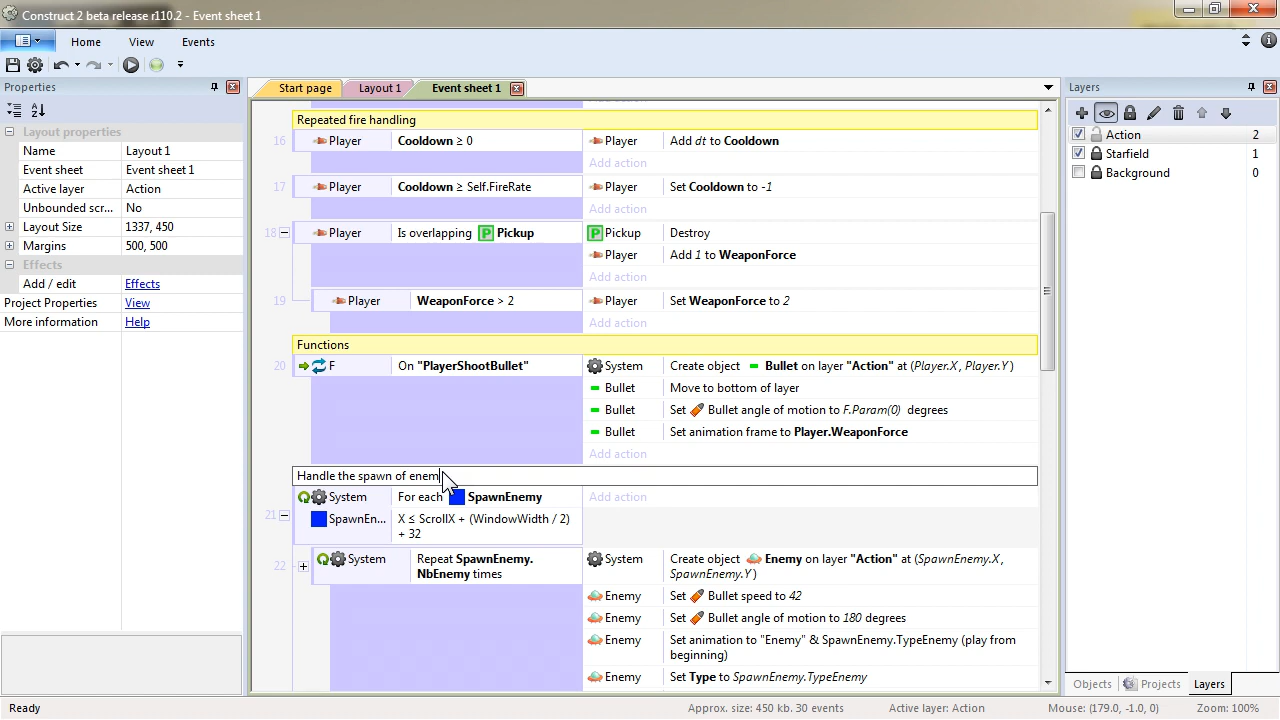 Construct 2 beta release r110.2 - Event sheet 1
Home View Events
Properties
Layout properties
Name Layout 1
Event sheet Event sheet 1
Active layer Action
Unbounded scr... No
Layout Size 1337, 450
Margins 500, 500
Effects
Add / edit Effects
Project Properties View
More information Help
Start page Layout 1 Event sheet 1
Repeated fire handling
16 Player Cooldown ≥ 0 Player Add dt to Cooldown
Add action
17 Player Cooldown ≥ Self.FireRate Player Set Cooldown to -1
Add action
18 Player Is overlapping P Pickup P Pickup Destroy
Player Add 1 to WeaponForce
Add action
19 Player WeaponForce > 2 Player Set WeaponForce to 2
Add action
Functions
20 F On "PlayerShootBullet" System Create object Bullet on layer "Action" at (Player.X, Player.Y)
Bullet Move to bottom of layer
Bullet Set Bullet angle of motion to F.Param(0) degrees
Bullet Set animation frame to Player.WeaponForce
Add action
Handle the spawn of enem
21 System For each SpawnEnemy Add action
SpawnEn... X ≤ ScrollX + (WindowWidth / 2)
+ 32
22 System Repeat SpawnEnemy. System Create object Enemy on layer "Action" at (SpawnEnemy.X,
NbEnemy times SpawnEnemy.Y)
Enemy Set Bullet speed to 42
Enemy Set Bullet angle of motion to 180 degrees
Enemy Set animation to "Enemy" & SpawnEnemy.TypeEnemy (play from
beginning)
Enemy Set Type to SpawnEnemy.TypeEnemy
Layers
Action 2
Starfield 1
Background 0
Objects Projects Layers
Ready Approx. size: 450 kb. 30 events Active layer: Action Mouse: (179.0, -1.0, 0) Zoom: 100%